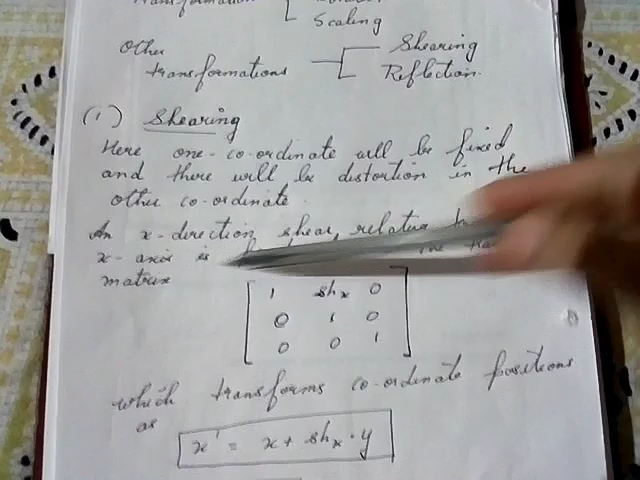 Scaling
Other Shearing
transformations Reflection.
(1) Shearing
Here one-co-ordinate will be fixed
and there will be distortion in the
other co-ordinate.
An x-direction shear, relative
x-axis is
matrix
1 shx 0
0 1 0
0 0 1
which transforms co-ordinate positions
as
x' = x + shx . y